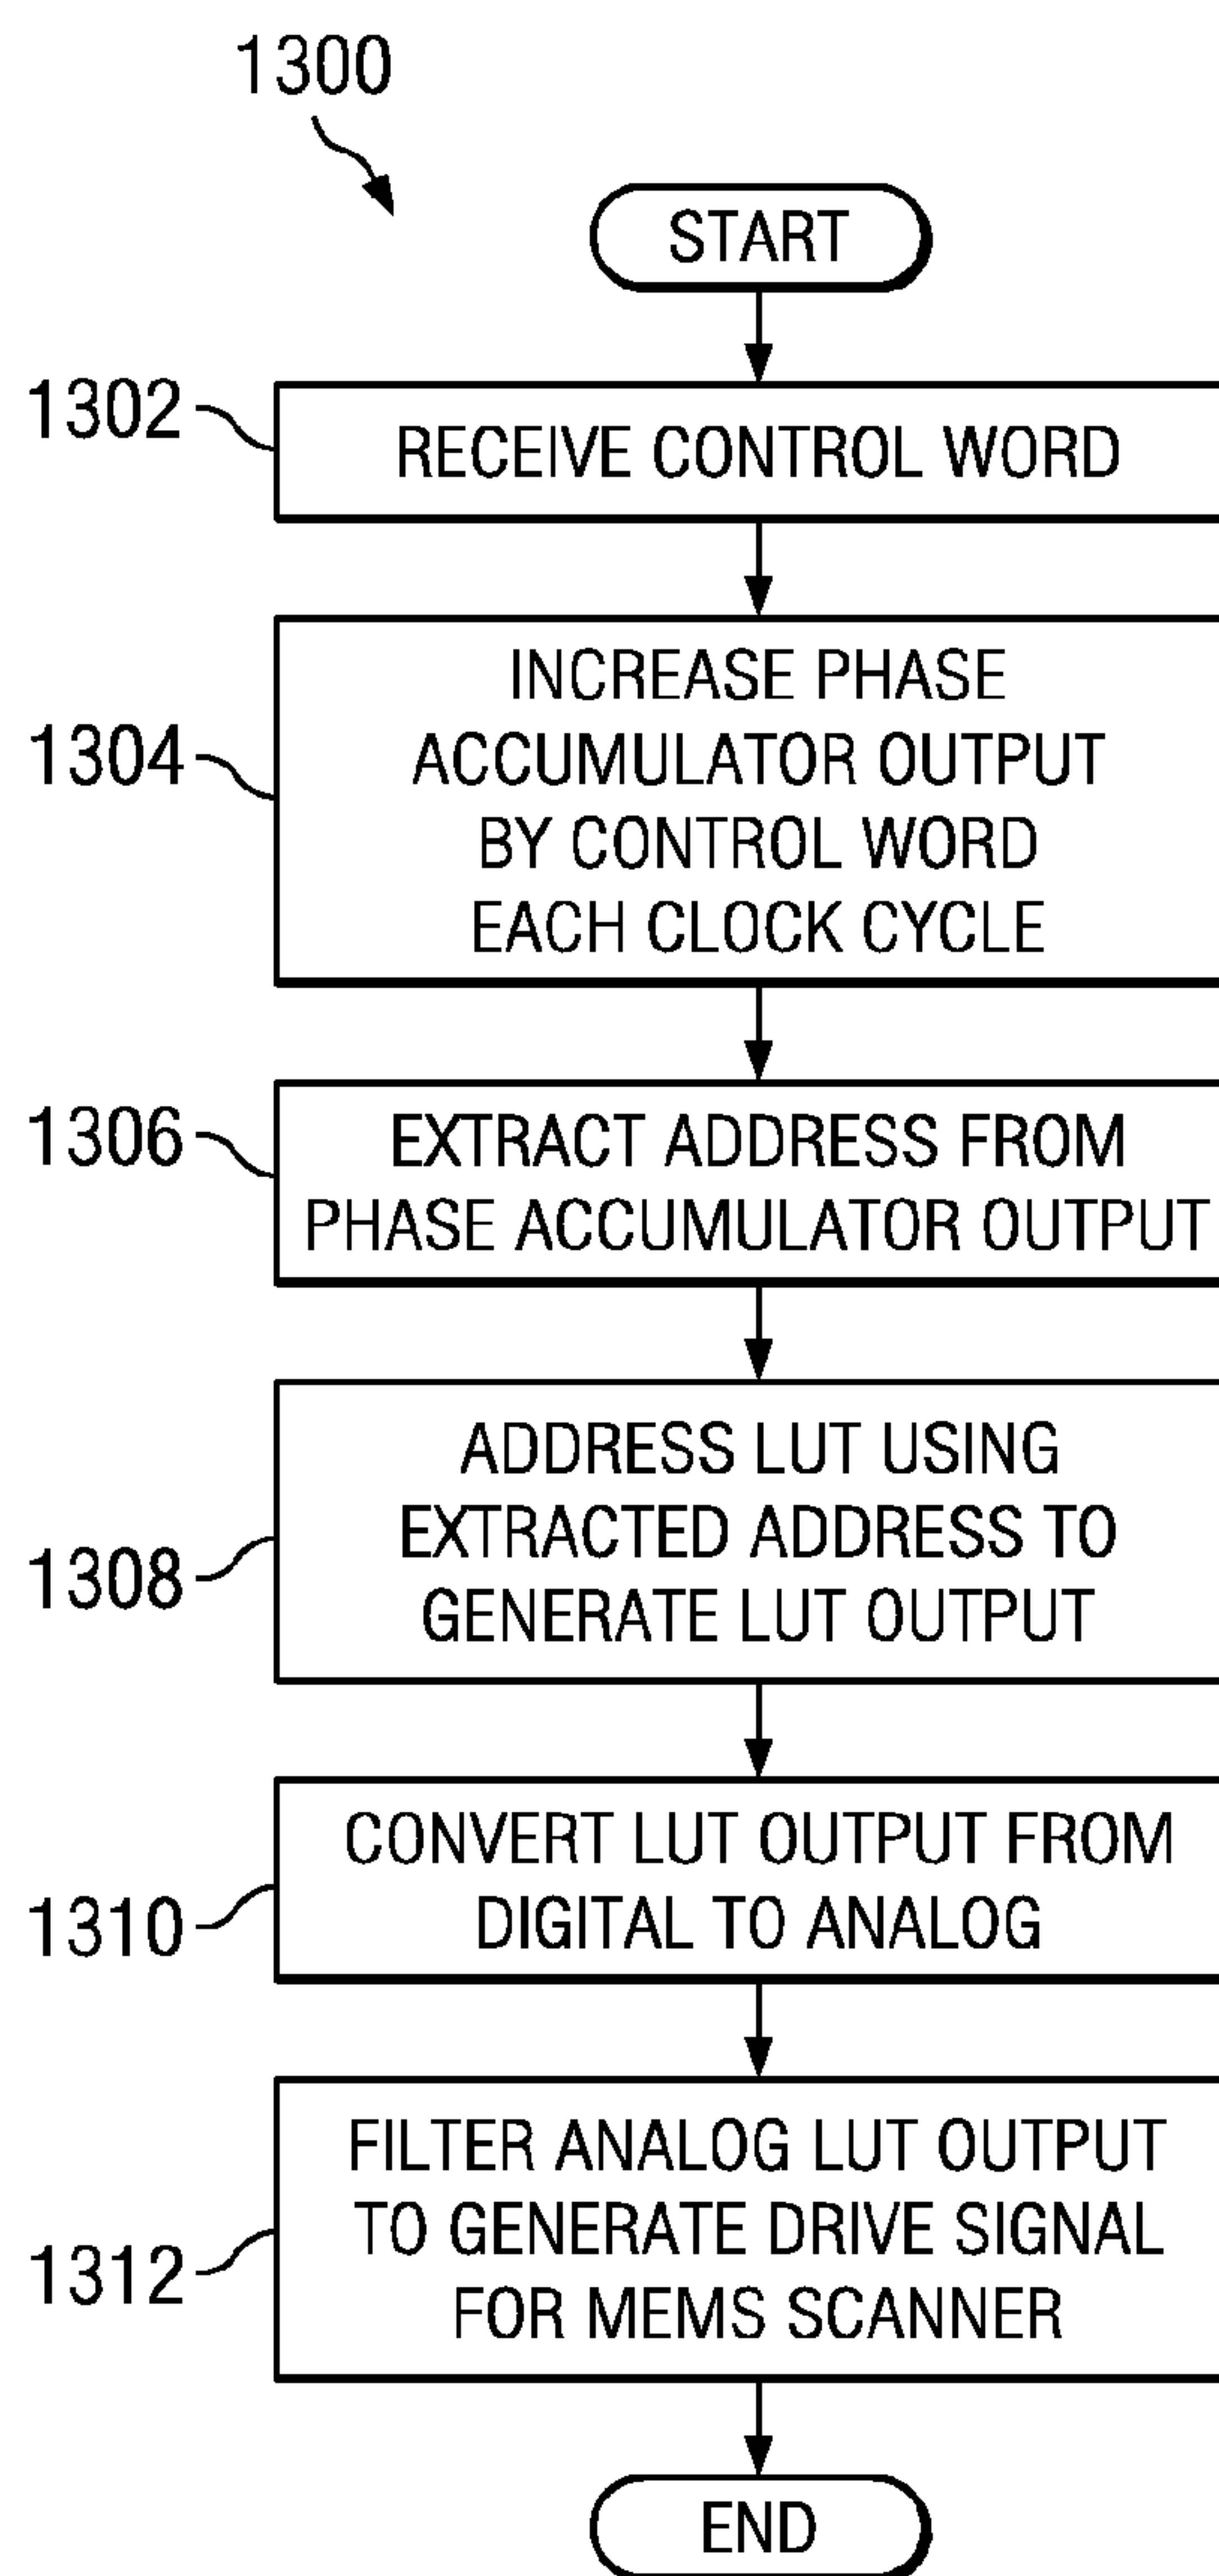 1300
START
1302
RECEIVE CONTROL WORD
1304
INCREASE PHASE
ACCUMULATOR OUTPUT
BY CONTROL WORD
EACH CLOCK CYCLE
1306
EXTRACT ADDRESS FROM
PHASE ACCUMULATOR OUTPUT
1308
ADDRESS LUT USING
EXTRACTED ADDRESS TO
GENERATE LUT OUTPUT
1310
CONVERT LUT OUTPUT FROM
DIGITAL TO ANALOG
1312
FILTER ANALOG LUT OUTPUT
TO GENERATE DRIVE SIGNAL
FOR MEMS SCANNER
END